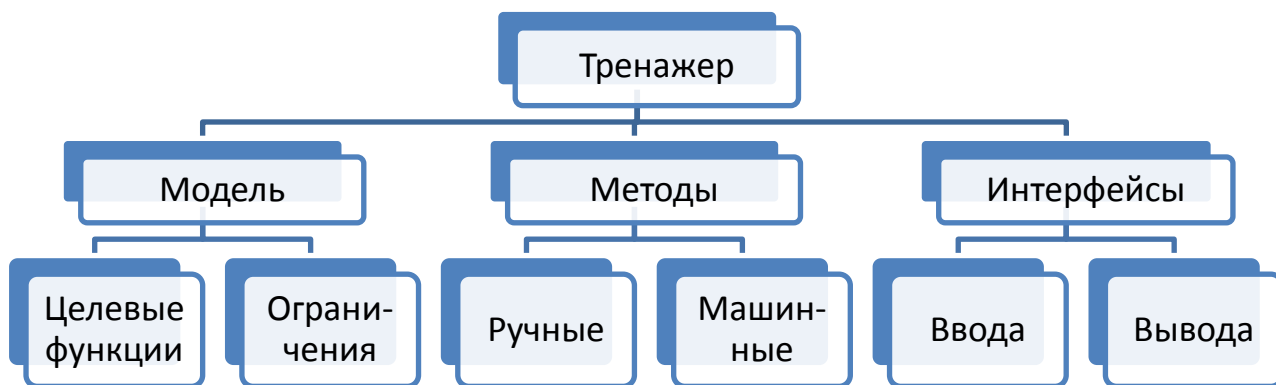 Тренажер
Модель
Методы
Интерфейсы
Целевые
функции
Ограни-
чения
Ручные
Машин-
ные
Ввода
Вывода